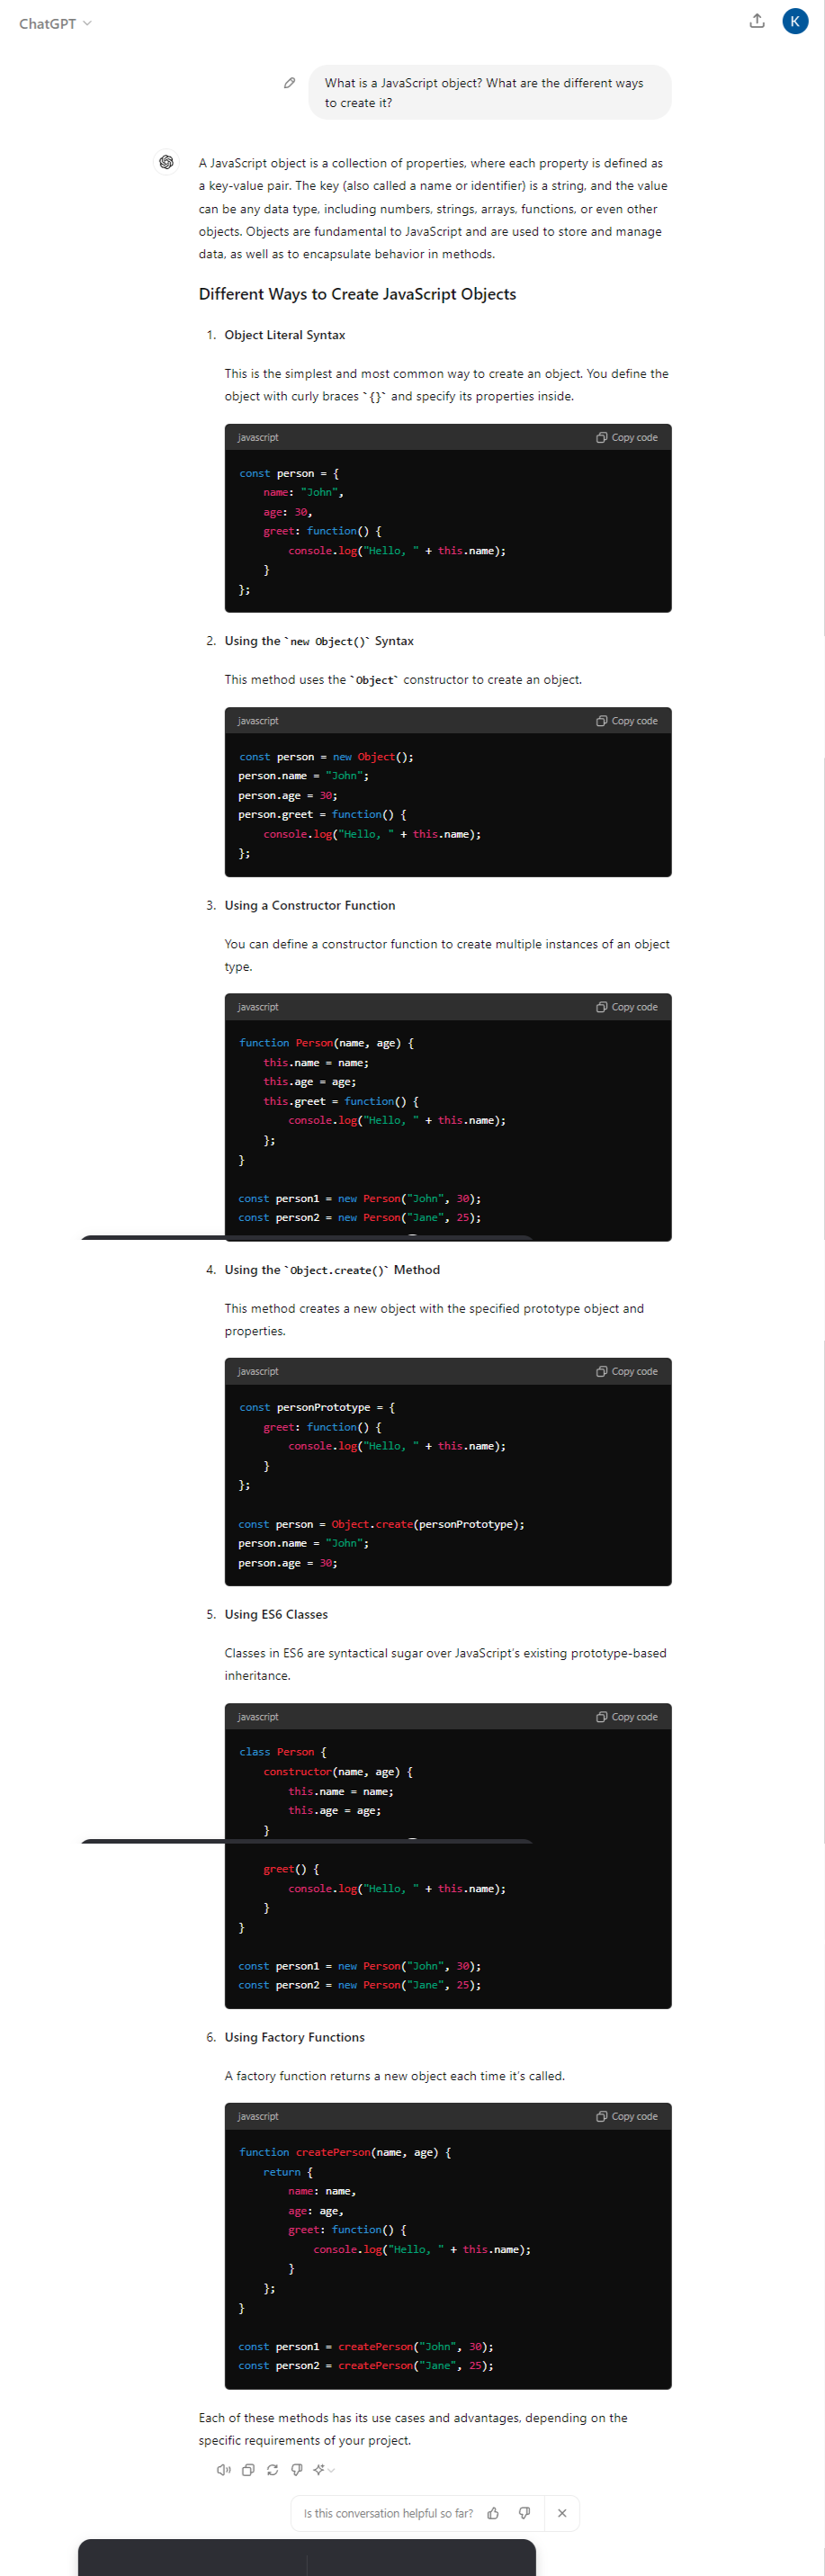 ChatGPT
K
What is a JavaScript object? What are the different ways
to create it?
A JavaScript object is a collection of properties, where each property is defined as
a key-value pair. The key (also called a name or identifier) is a string, and the value
can be any data type, including numbers, strings, arrays, functions, or even other
objects. Objects are fundamental to JavaScript and are used to store and manage
data, as well as to encapsulate behavior in methods.
Different Ways to Create JavaScript Objects
1. Object Literal Syntax
This is the simplest and most common way to create an object. You define the
object with curly braces `{}` and specify its properties inside.
javascript Copy code
const person = {
    name: "John",
    age: 30,
    greet: function() {
        console.log("Hello, " + this.name);
    }
};
2. Using the `new Object()` Syntax
This method uses the `Object` constructor to create an object.
javascript Copy code
const person = new Object();
person.name = "John";
person.age = 30;
person.greet = function() {
    console.log("Hello, " + this.name);
};
3. Using a Constructor Function
You can define a constructor function to create multiple instances of an object
type.
javascript Copy code
function Person(name, age) {
    this.name = name;
    this.age = age;
    this.greet = function() {
        console.log("Hello, " + this.name);
    };
}
const person1 = new Person("John", 30);
const person2 = new Person("Jane", 25);
4. Using the `Object.create()` Method
This method creates a new object with the specified prototype object and
properties.
javascript Copy code
const personPrototype = {
    greet: function() {
        console.log("Hello, " + this.name);
    }
};
const person = Object.create(personPrototype);
person.name = "John";
person.age = 30;
5. Using ES6 Classes
Classes in ES6 are syntactical sugar over JavaScript's existing prototype-based
inheritance.
javascript Copy code
class Person {
    constructor(name, age) {
        this.name = name;
        this.age = age;
    }
    greet() {
        console.log("Hello, " + this.name);
    }
}
const person1 = new Person("John", 30);
const person2 = new Person("Jane", 25);
6. Using Factory Functions
A factory function returns a new object each time it's called.
javascript Copy code
function createPerson(name, age) {
    return {
        name: name,
        age: age,
        greet: function() {
            console.log("Hello, " + this.name);
        }
    };
}
const person1 = createPerson("John", 30);
const person2 = createPerson("Jane", 25);
Each of these methods has its use cases and advantages, depending on the
specific requirements of your project.
Is this conversation helpful so far?